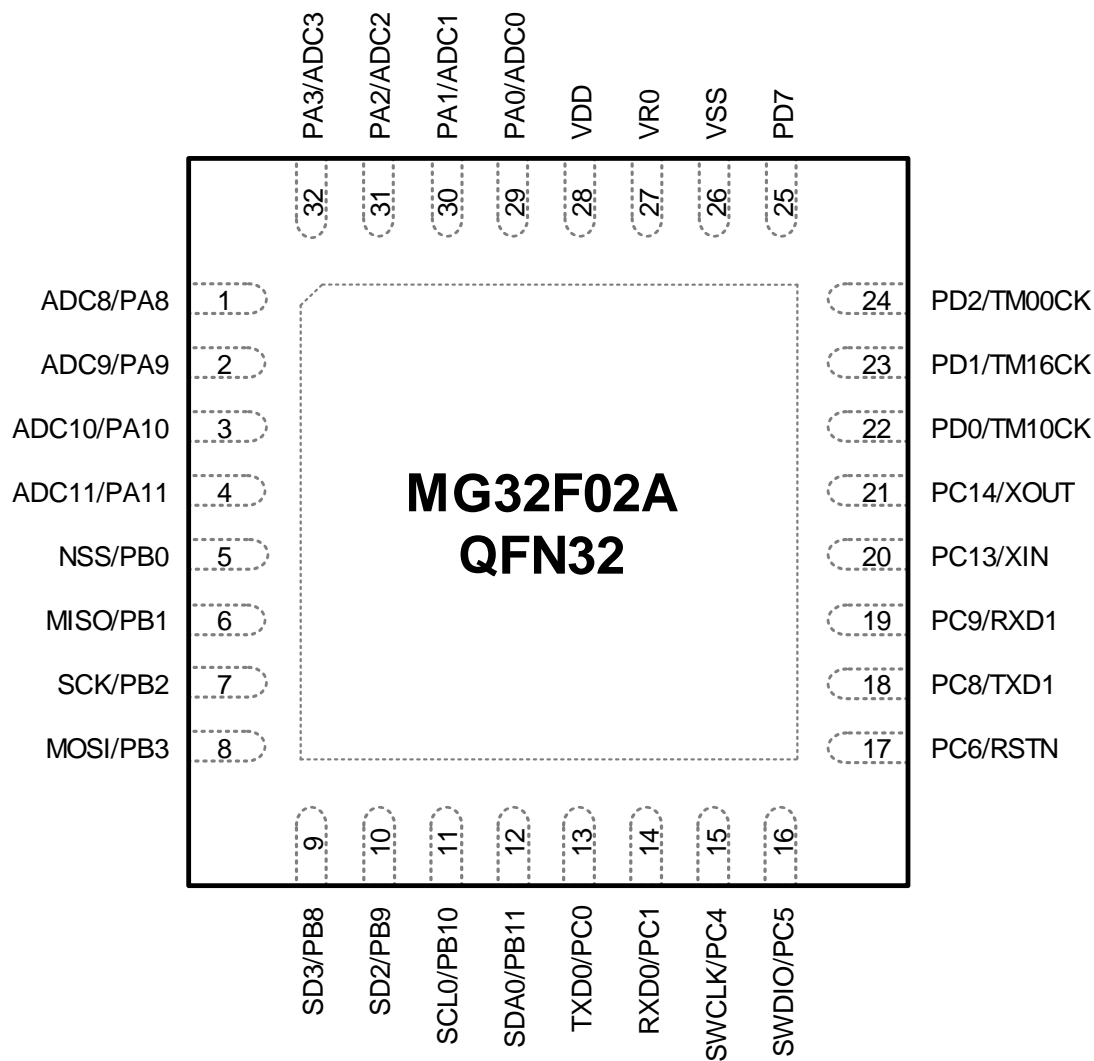 PA3/ADC3
PA2/ADC2
PA1/ADC1
PA0/ADC0
VDD
VR0
VSS
PD7
32
31
30
29
28
27
26
25
ADC8/PA8 1
ADC9/PA9 2
ADC10/PA10 3
ADC11/PA11 4
NSS/PB0 5
MISO/PB1 6
SCK/PB2 7
MOSI/PB3 8
MG32F02A
QFN32
24 PD2/TM00CK
23 PD1/TM16CK
22 PD0/TM10CK
21 PC14/XOUT
20 PC13/XIN
19 PC9/RXD1
18 PC8/TXD1
17 PC6/RSTN
9
10
11
12
13
14
15
16
SD3/PB8
SD2/PB9
SCL0/PB10
SDA0/PB11
TXD0/PC0
RXD0/PC1
SWCLK/PC4
SWDIO/PC5